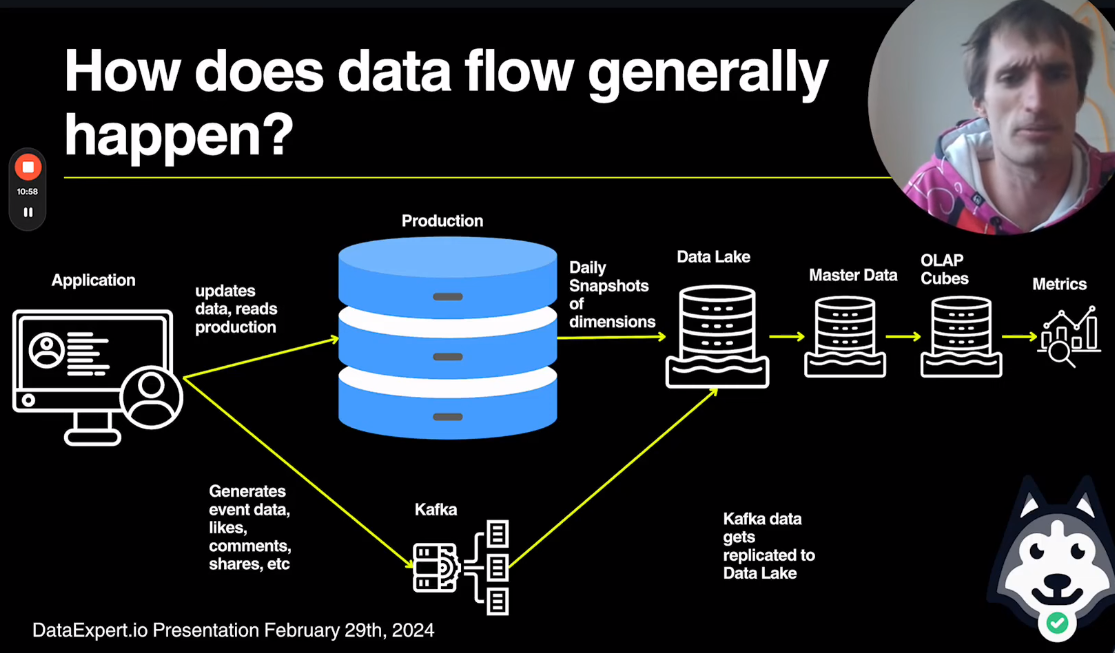 How does data flow generally
happen?
10:58
Production
Application
updates
data, reads
production
Daily
Snapshots
of
dimensions
Data Lake
Master Data
OLAP
Cubes
Metrics
Generates
event data,
likes,
comments,
shares, etc
Kafka
Kafka data
gets
replicated to
Data Lake
DataExpert.io Presentation February 29th, 2024